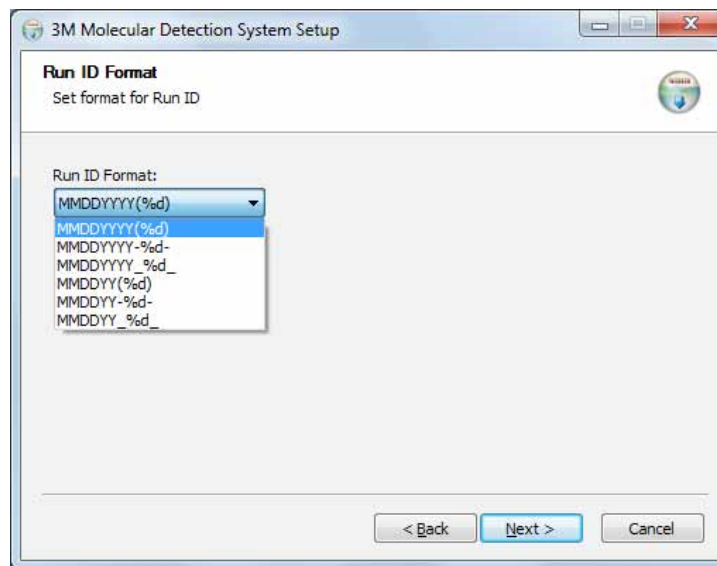 3M Molecular Detection System Setup
Run ID Format
Set format for Run ID
Run ID Format:
MMDDYYYY(%d)
MMDDYYYY(%d)
MMDDYYYY-%d-
MMDDYYYY_%d_
MMDDYY(%d)
MMDDYY-%d-
MMDDYY_%d_
< Back Next > Cancel